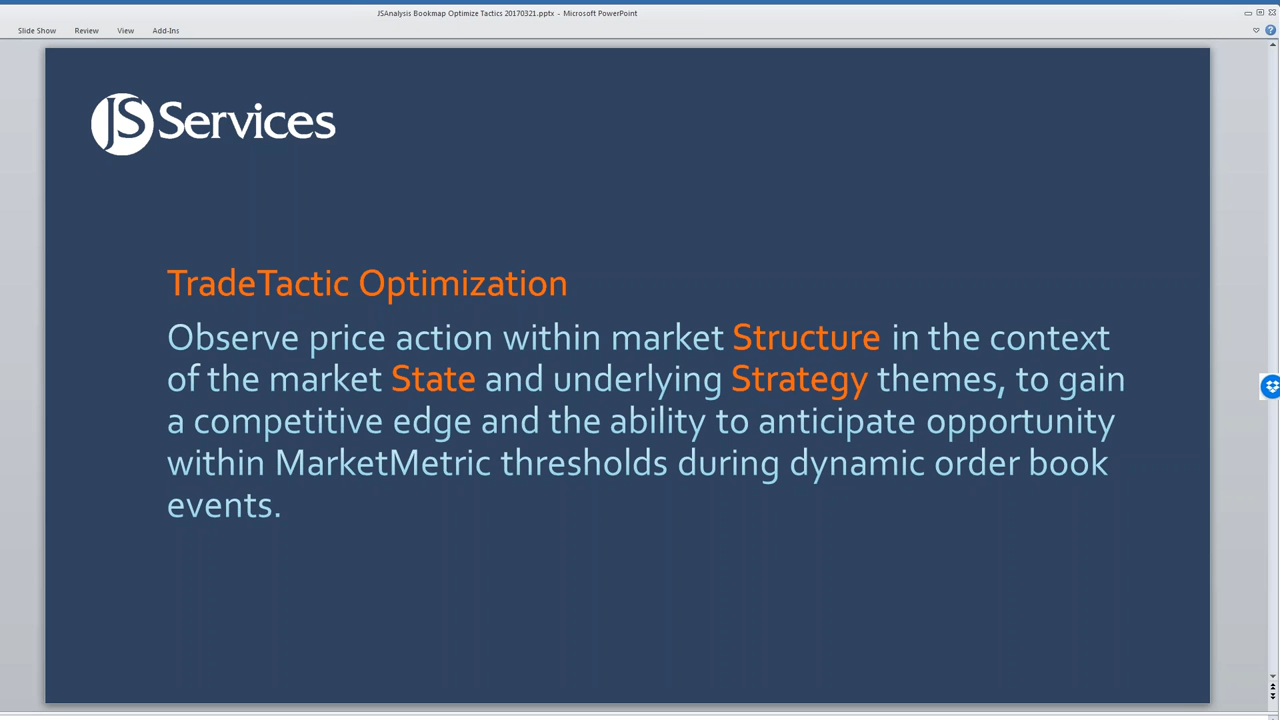 JSAnalysis Bookmap Optimize Tactics 20170321.pptx - Microsoft PowerPoint
Slide Show Review View Add-Ins
JS Services
TradeTactic Optimization
Observe price action within market Structure in the context
of the market State and underlying Strategy themes, to gain
a competitive edge and the ability to anticipate opportunity
within MarketMetric thresholds during dynamic order book
events.